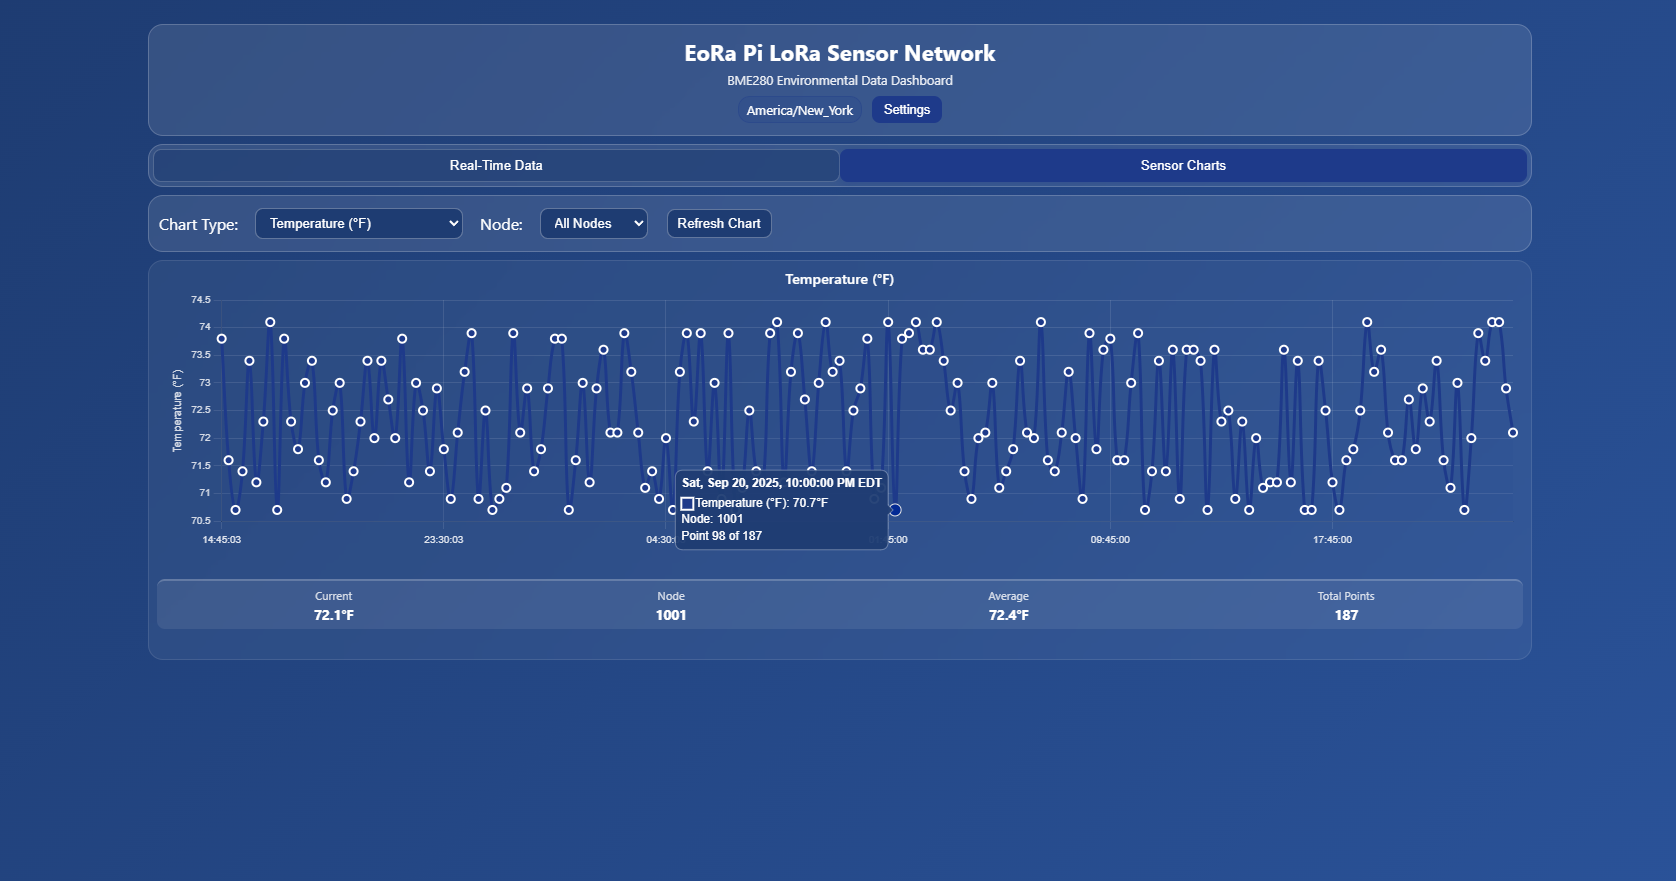 EoRa Pi LoRa Sensor Network
BME280 Environmental Data Dashboard
America/New_York
Settings
Real-Time Data
Sensor Charts
Chart Type:
Temperature (°F)
Node:
All Nodes
Refresh Chart
Temperature (°F)
Temperature (°F)
74.5
74
73.5
73
72.5
72
71.5
71
70.5
Sat, Sep 20, 2025, 10:00:00 PM EDT
Temperature (°F): 70.7°F
Node: 1001
Point 98 of 187
14:45:03
23:30:03
04:30:
5:00
09:45:00
17:45:00
Current
72.1°F
Node
1001
Average
72.4°F
Total Points
187